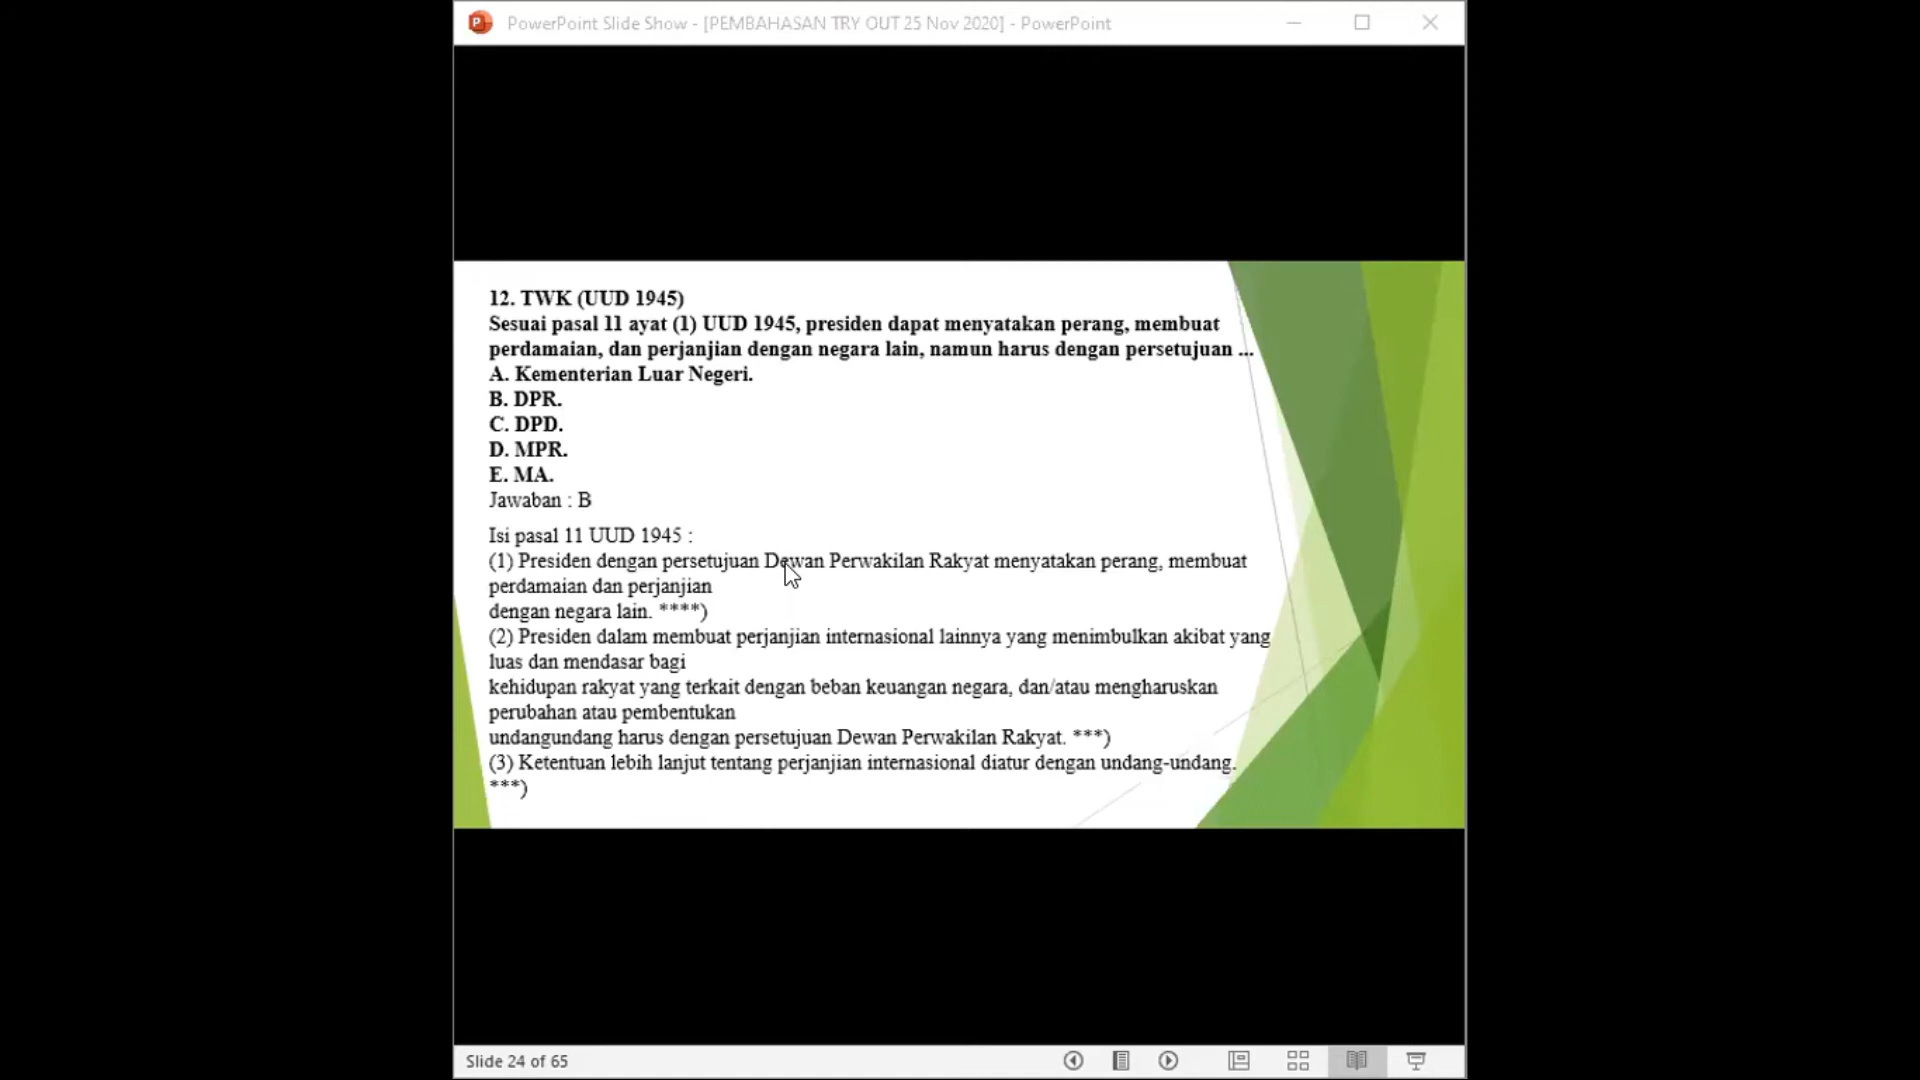 PowerPoint Slide Show - [PEMBAHASAN TRY OUT 25 Nov 2020] - PowerPoint
12. TWK (UUD 1945)
Sesuai pasal 11 ayat (1) UUD 1945, presiden dapat menyatakan perang, membuat
perdamaian, dan perjanjian dengan negara lain, namun harus dengan persetujuan ...
A. Kementerian Luar Negeri.
B. DPR.
C. DPD.
D. MPR.
E. MA.
Jawaban : B
Isi pasal 11 UUD 1945 :
(1) Presiden dengan persetujuan Dewan Perwakilan Rakyat menyatakan perang, membuat
perdamaian dan perjanjian
dengan negara lain. ****)
(2) Presiden dalam membuat perjanjian internasional lainnya yang menimbulkan akibat yang
luas dan mendasar bagi
kehidupan rakyat yang terkait dengan beban keuangan negara, dan/atau mengharuskan
perubahan atau pembentukan
undangundang harus dengan persetujuan Dewan Perwakilan Rakyat. ***)
(3) Ketentuan lebih lanjut tentang perjanjian internasional diatur dengan undang-undang.
***)
Slide 24 of 65